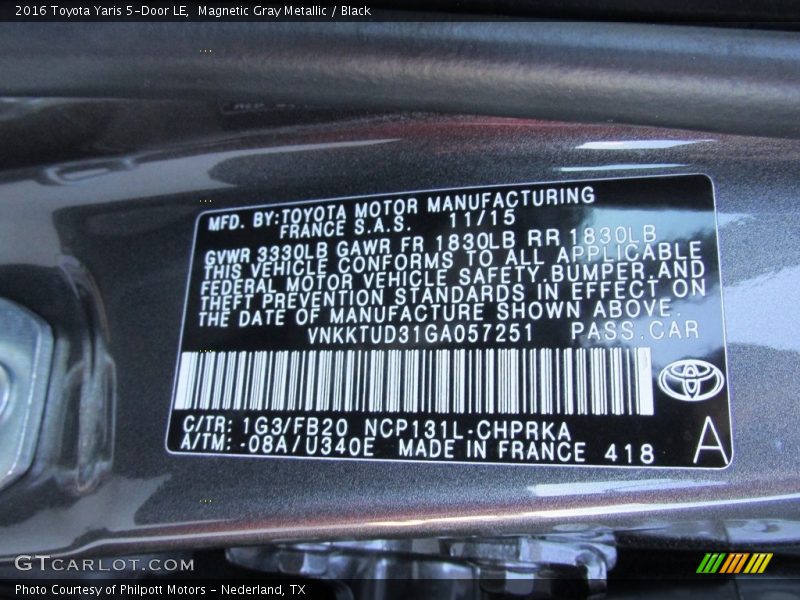 2016 Toyota Yaris 5-Door LE,  Magnetic Gray Metallic / Black
MFD. BY:TOYOTA MOTOR MANUFACTURING
FRANCE S.A.S. 11/15
GVWR 3330LB GAWR FR 1830LB RR 1830LB
THIS VEHICLE CONFORMS TO ALL APPLICABLE
FEDERAL MOTOR VEHICLE SAFETY,BUMPER,AND
THEFT PREVENTION STANDARDS IN EFFECT ON
THE DATE OF MANUFACTURE SHOWN ABOVE.
VNKKTUD31GA057251 PASS.CAR
C/TR: 1G3/FB20 NCP131L-CHPRKA
A/TM: -08A/U340E MADE IN FRANCE 418 A
GTCARLOT.COM
Photo Courtesy of Philpott Motors - Nederland, TX